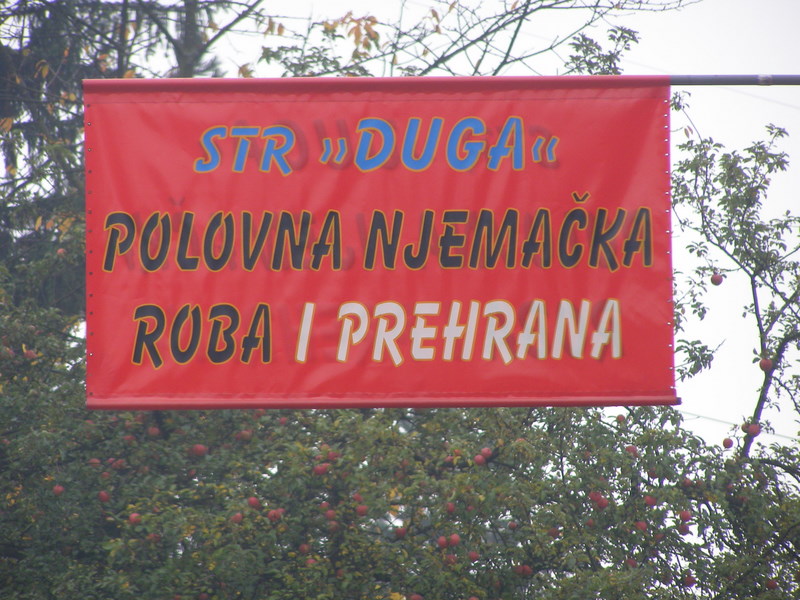 STR »DUGA«
POLOVNA NJEMAČKA
ROBA I PREHRANA